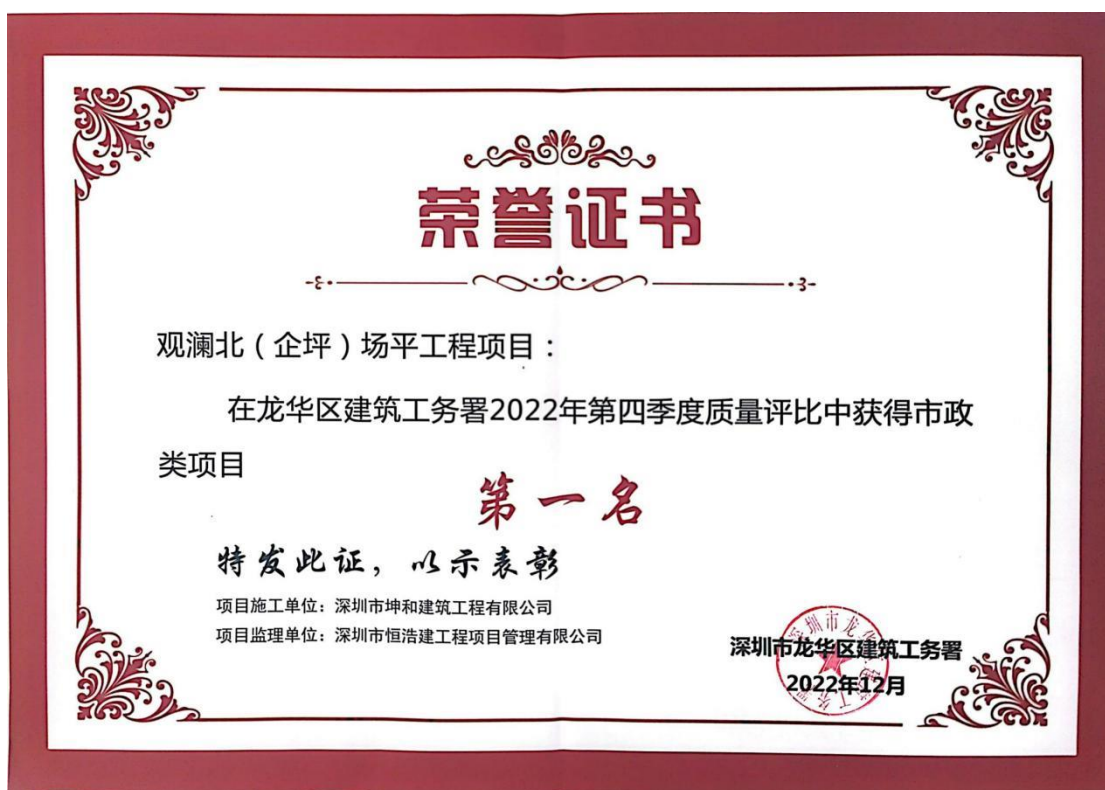 荣誉证书
观澜北（企坪）场平工程项目：
在龙华区建筑工务署2022年第四季度质量评比中获得市政
类项目
第一名
特发此证，以示表彰
项目施工单位：深圳市坤和建筑工程有限公司
项目监理单位：深圳市恒浩建工程项目管理有限公司
深圳市龙华区建筑工务署
2022年12月